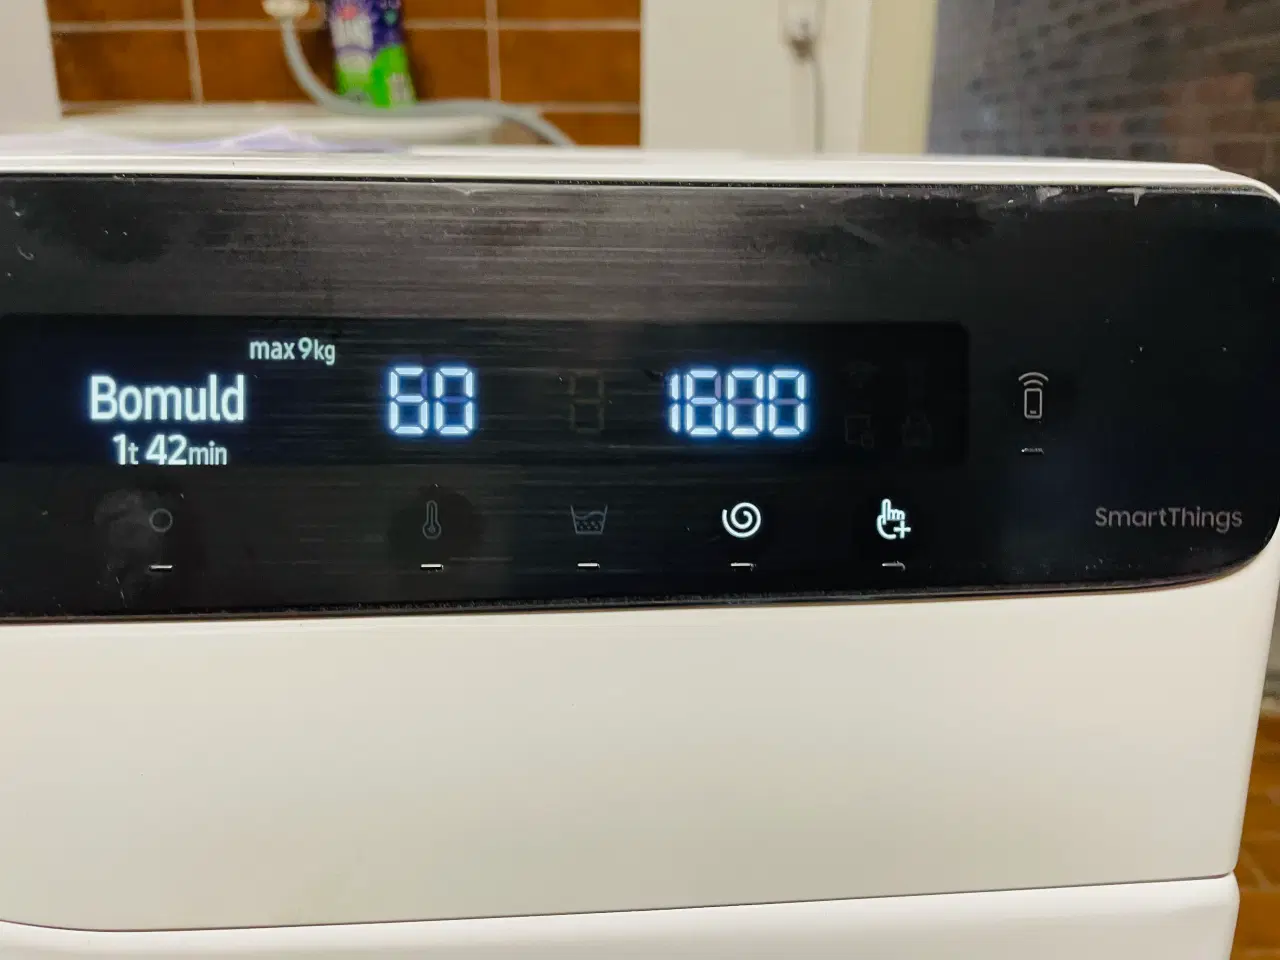 max 9kg
Bomuld
1t 42min
60
1600
SmartThings